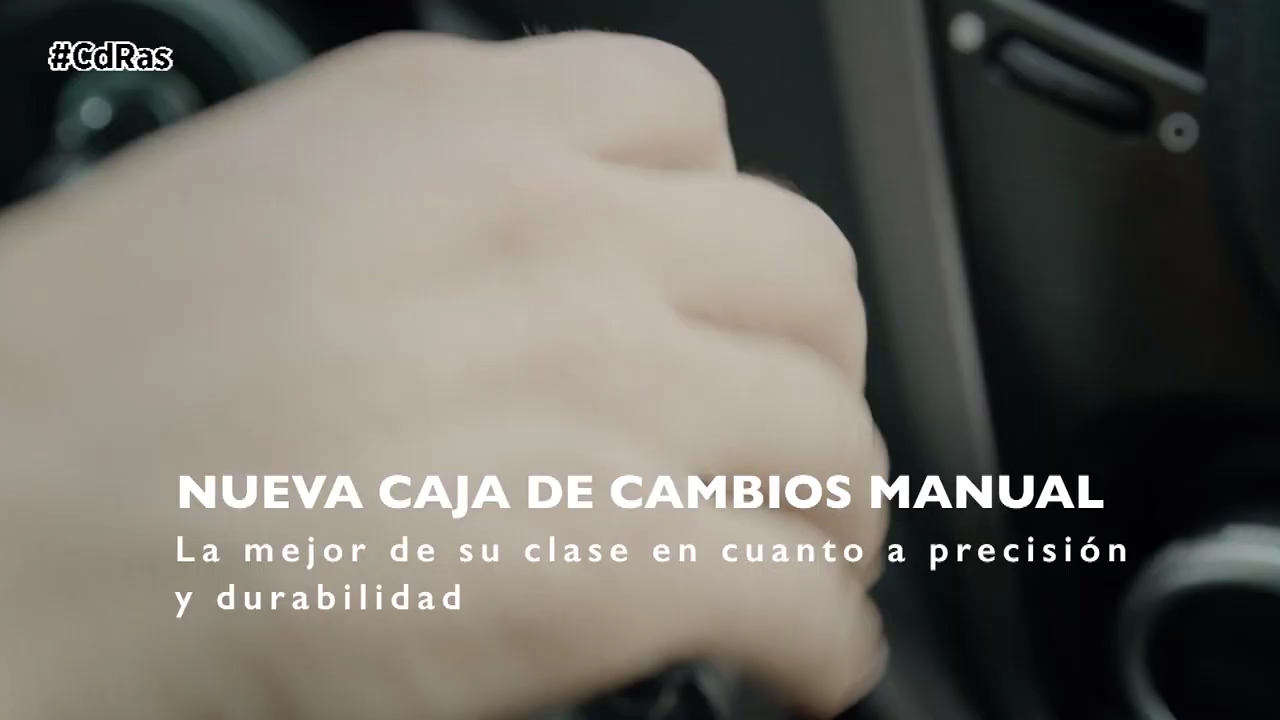 #CdRas
NUEVA CAJA DE CAMBIOS MANUAL
La mejor de su clase en cuanto a precisión
y durabilidad